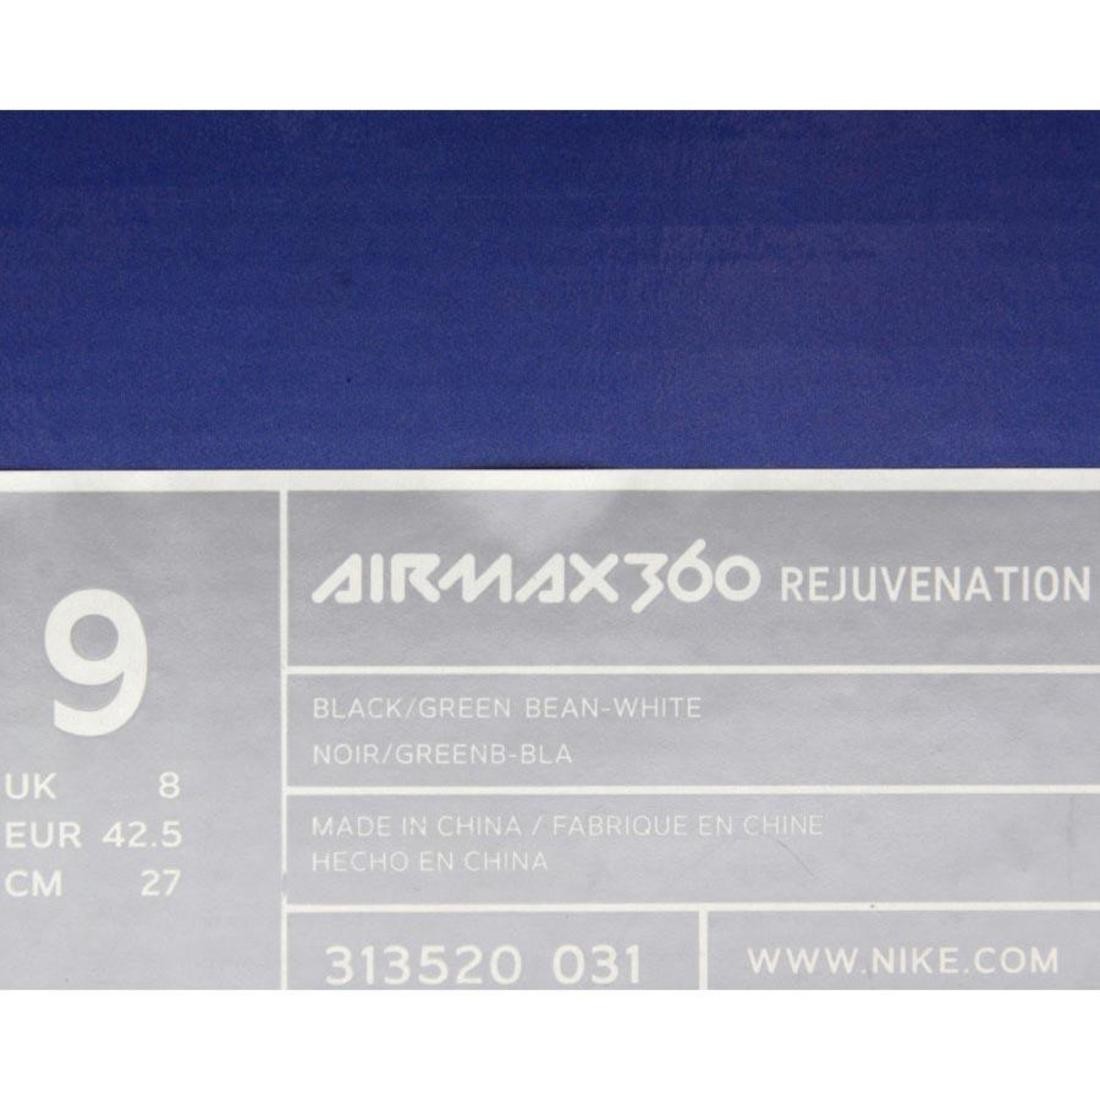 9
UK 8
EUR 42.5
CM 27
AIRMAX360 REJUVENATION
BLACK/GREEN BEAN-WHITE
NOIR/GREENB-BLA
MADE IN CHINA / FABRIQUE EN CHINE
HECHO EN CHINA
313520 031
WWW.NIKE.COM